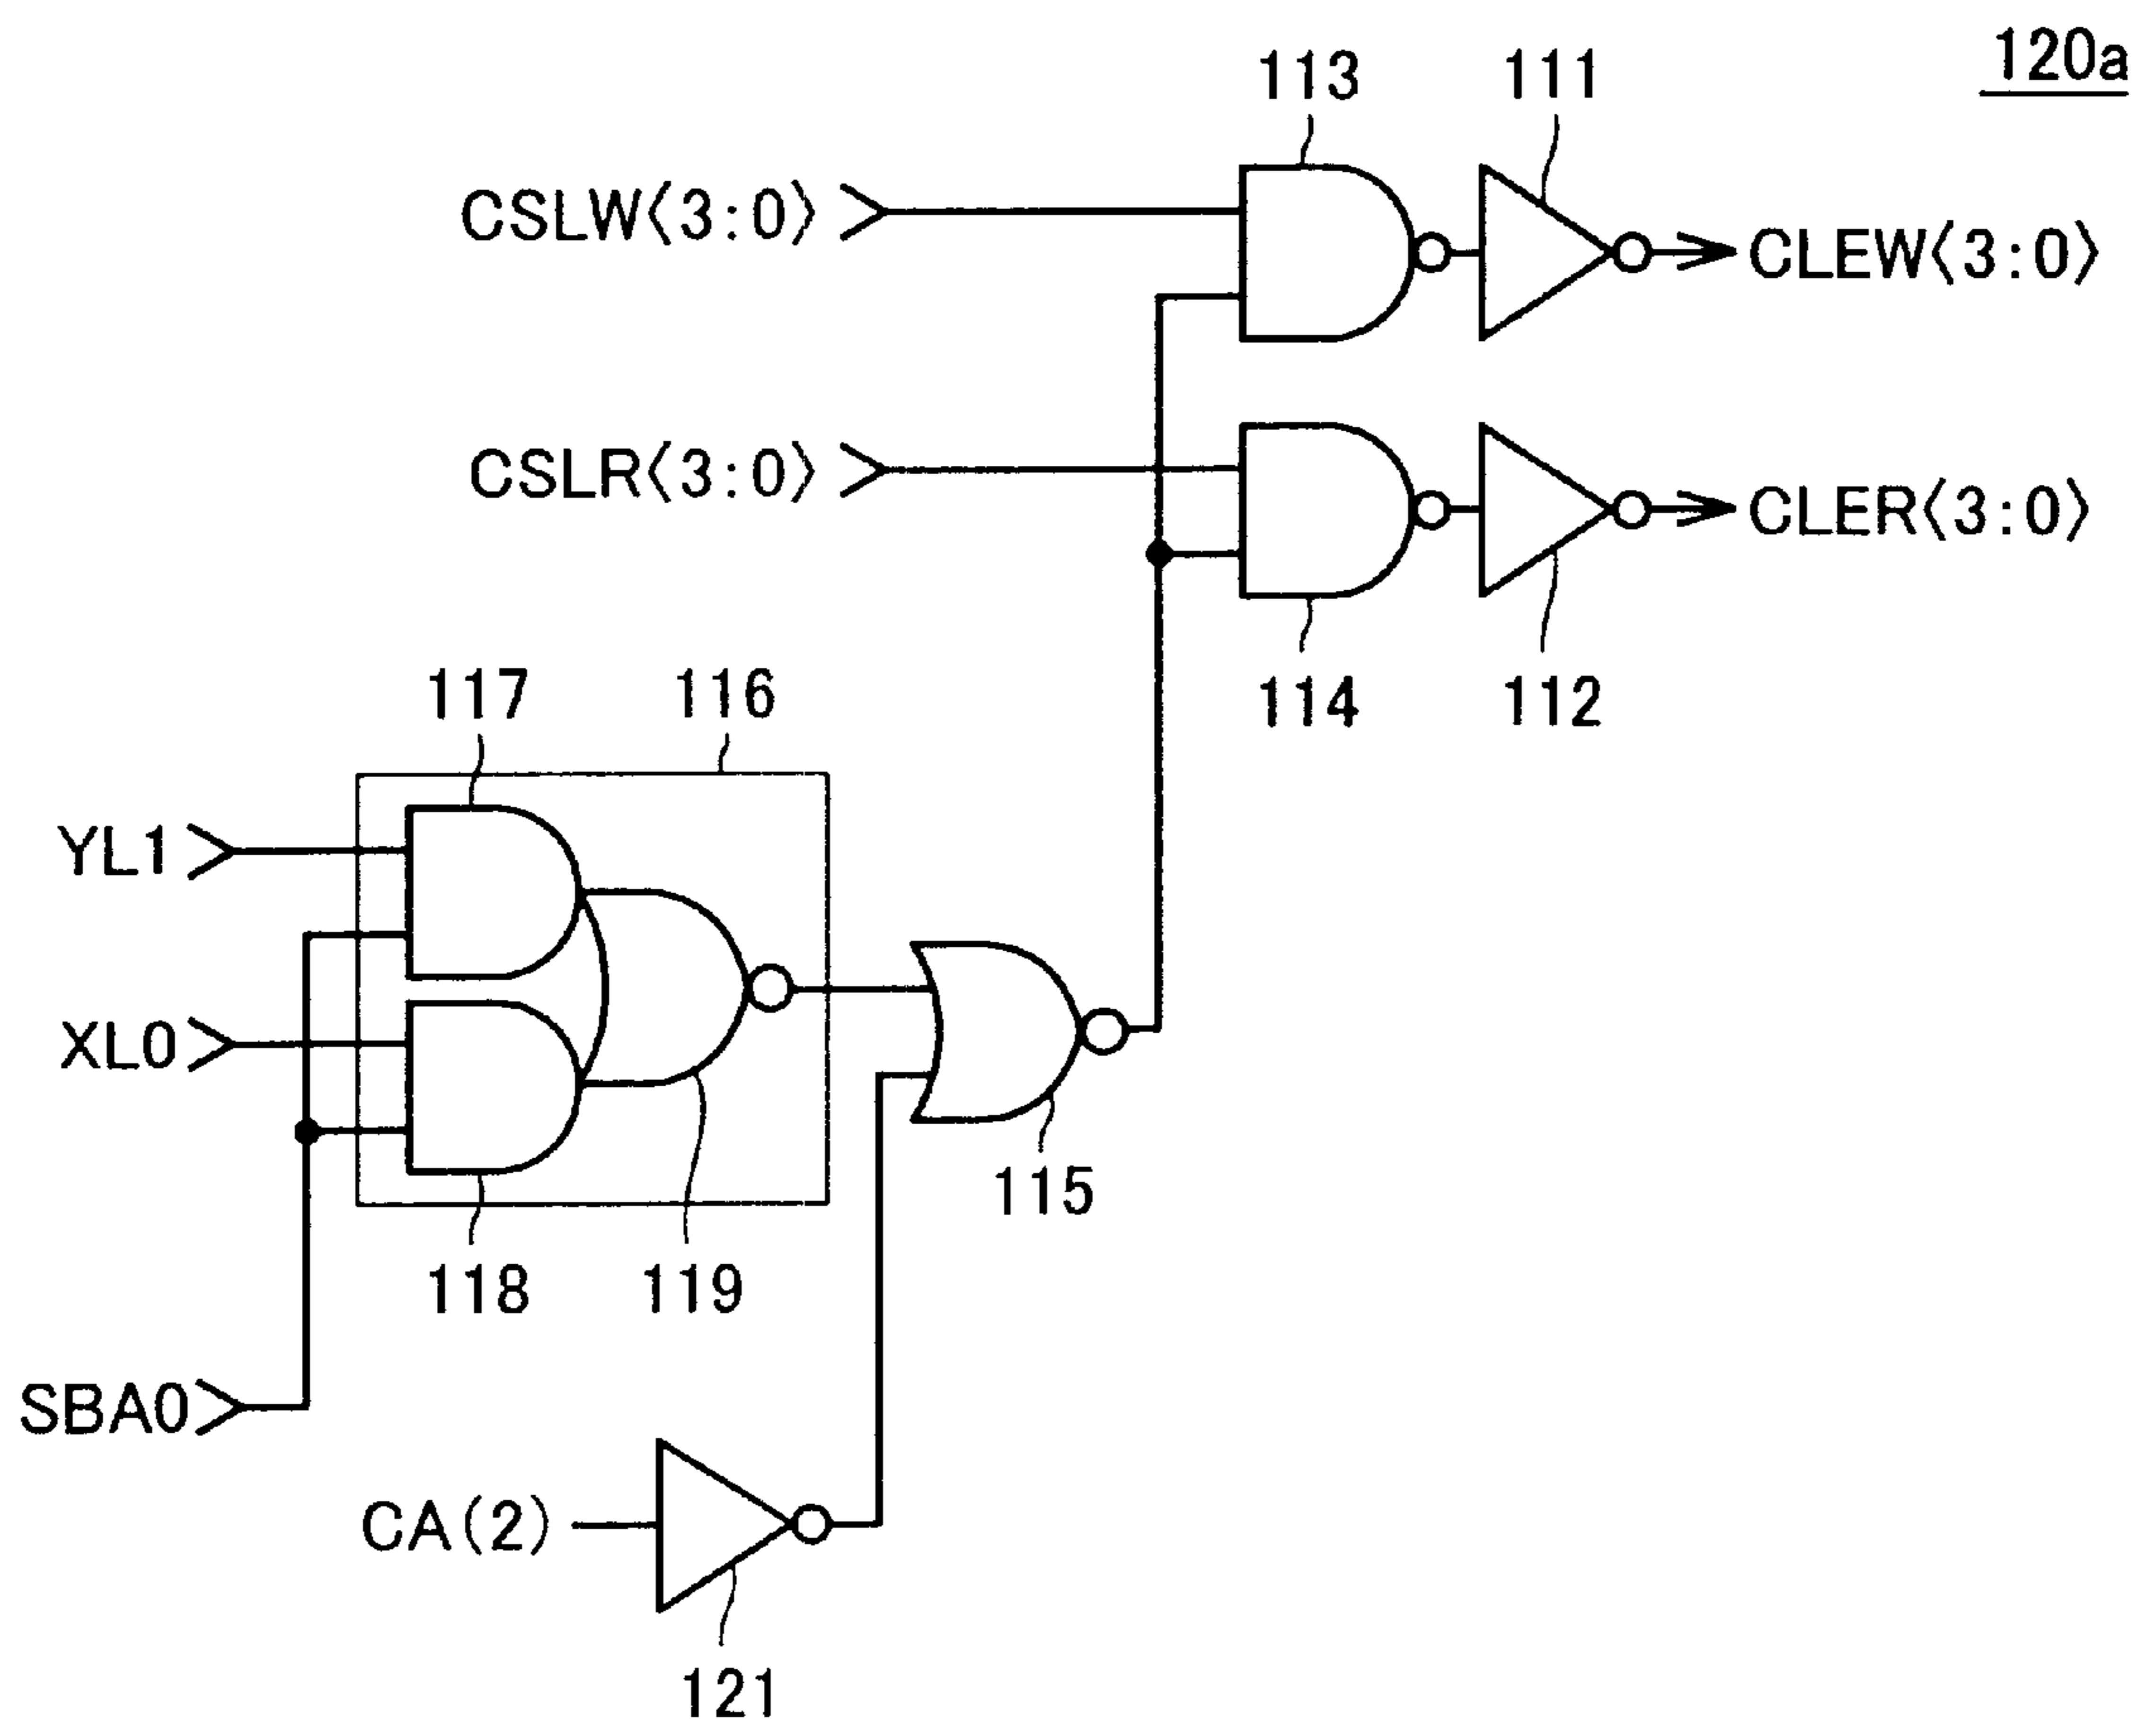 120a
113
111
CSLW⟨3:0⟩
CLEW⟨3:0⟩
CSLR⟨3:0⟩
CLER⟨3:0⟩
114
112
117
116
YL1
XL0
115
118
119
SBA0
CA(2)
121